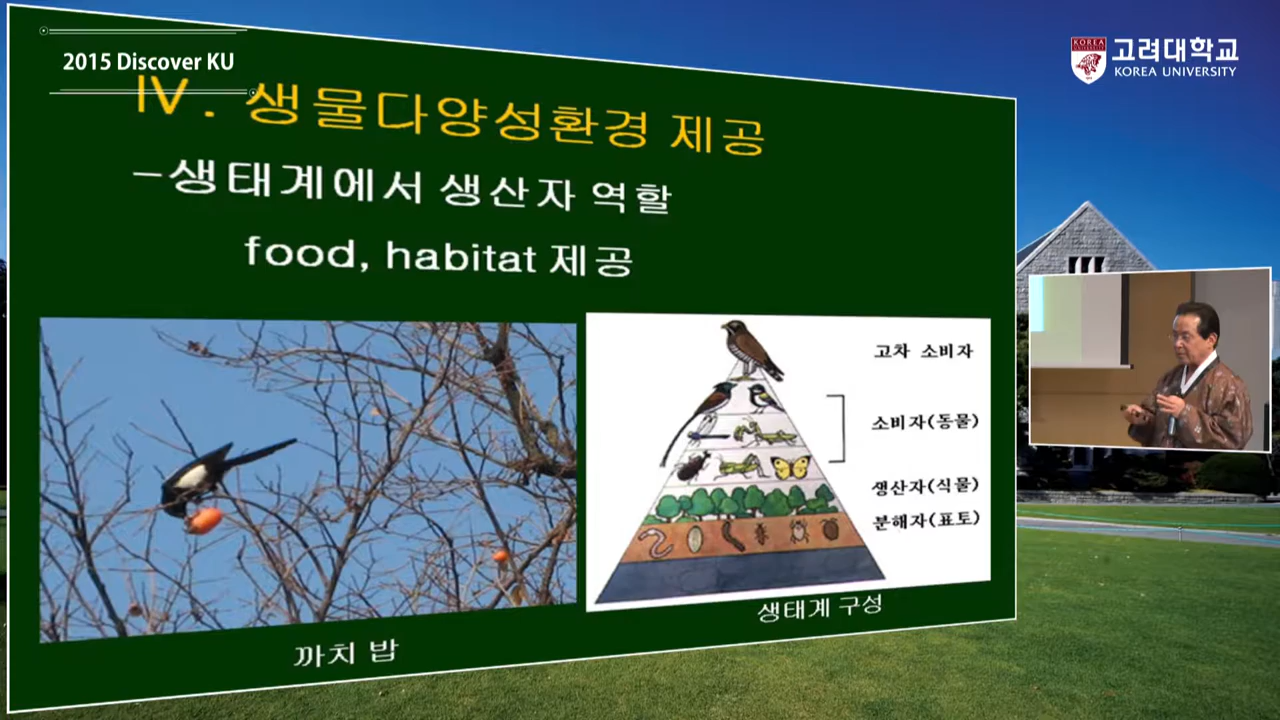 2015 Discover KU
KOREA
고려대학교
KOREA UNIVERSITY
Ⅳ. 생물다양성환경 제공
-생태계에서 생산자 역할
food, habitat 제공
고차 소비자
소비자(동물)
생산자(식물)
분해자(표토)
생태계 구성
까치 밥